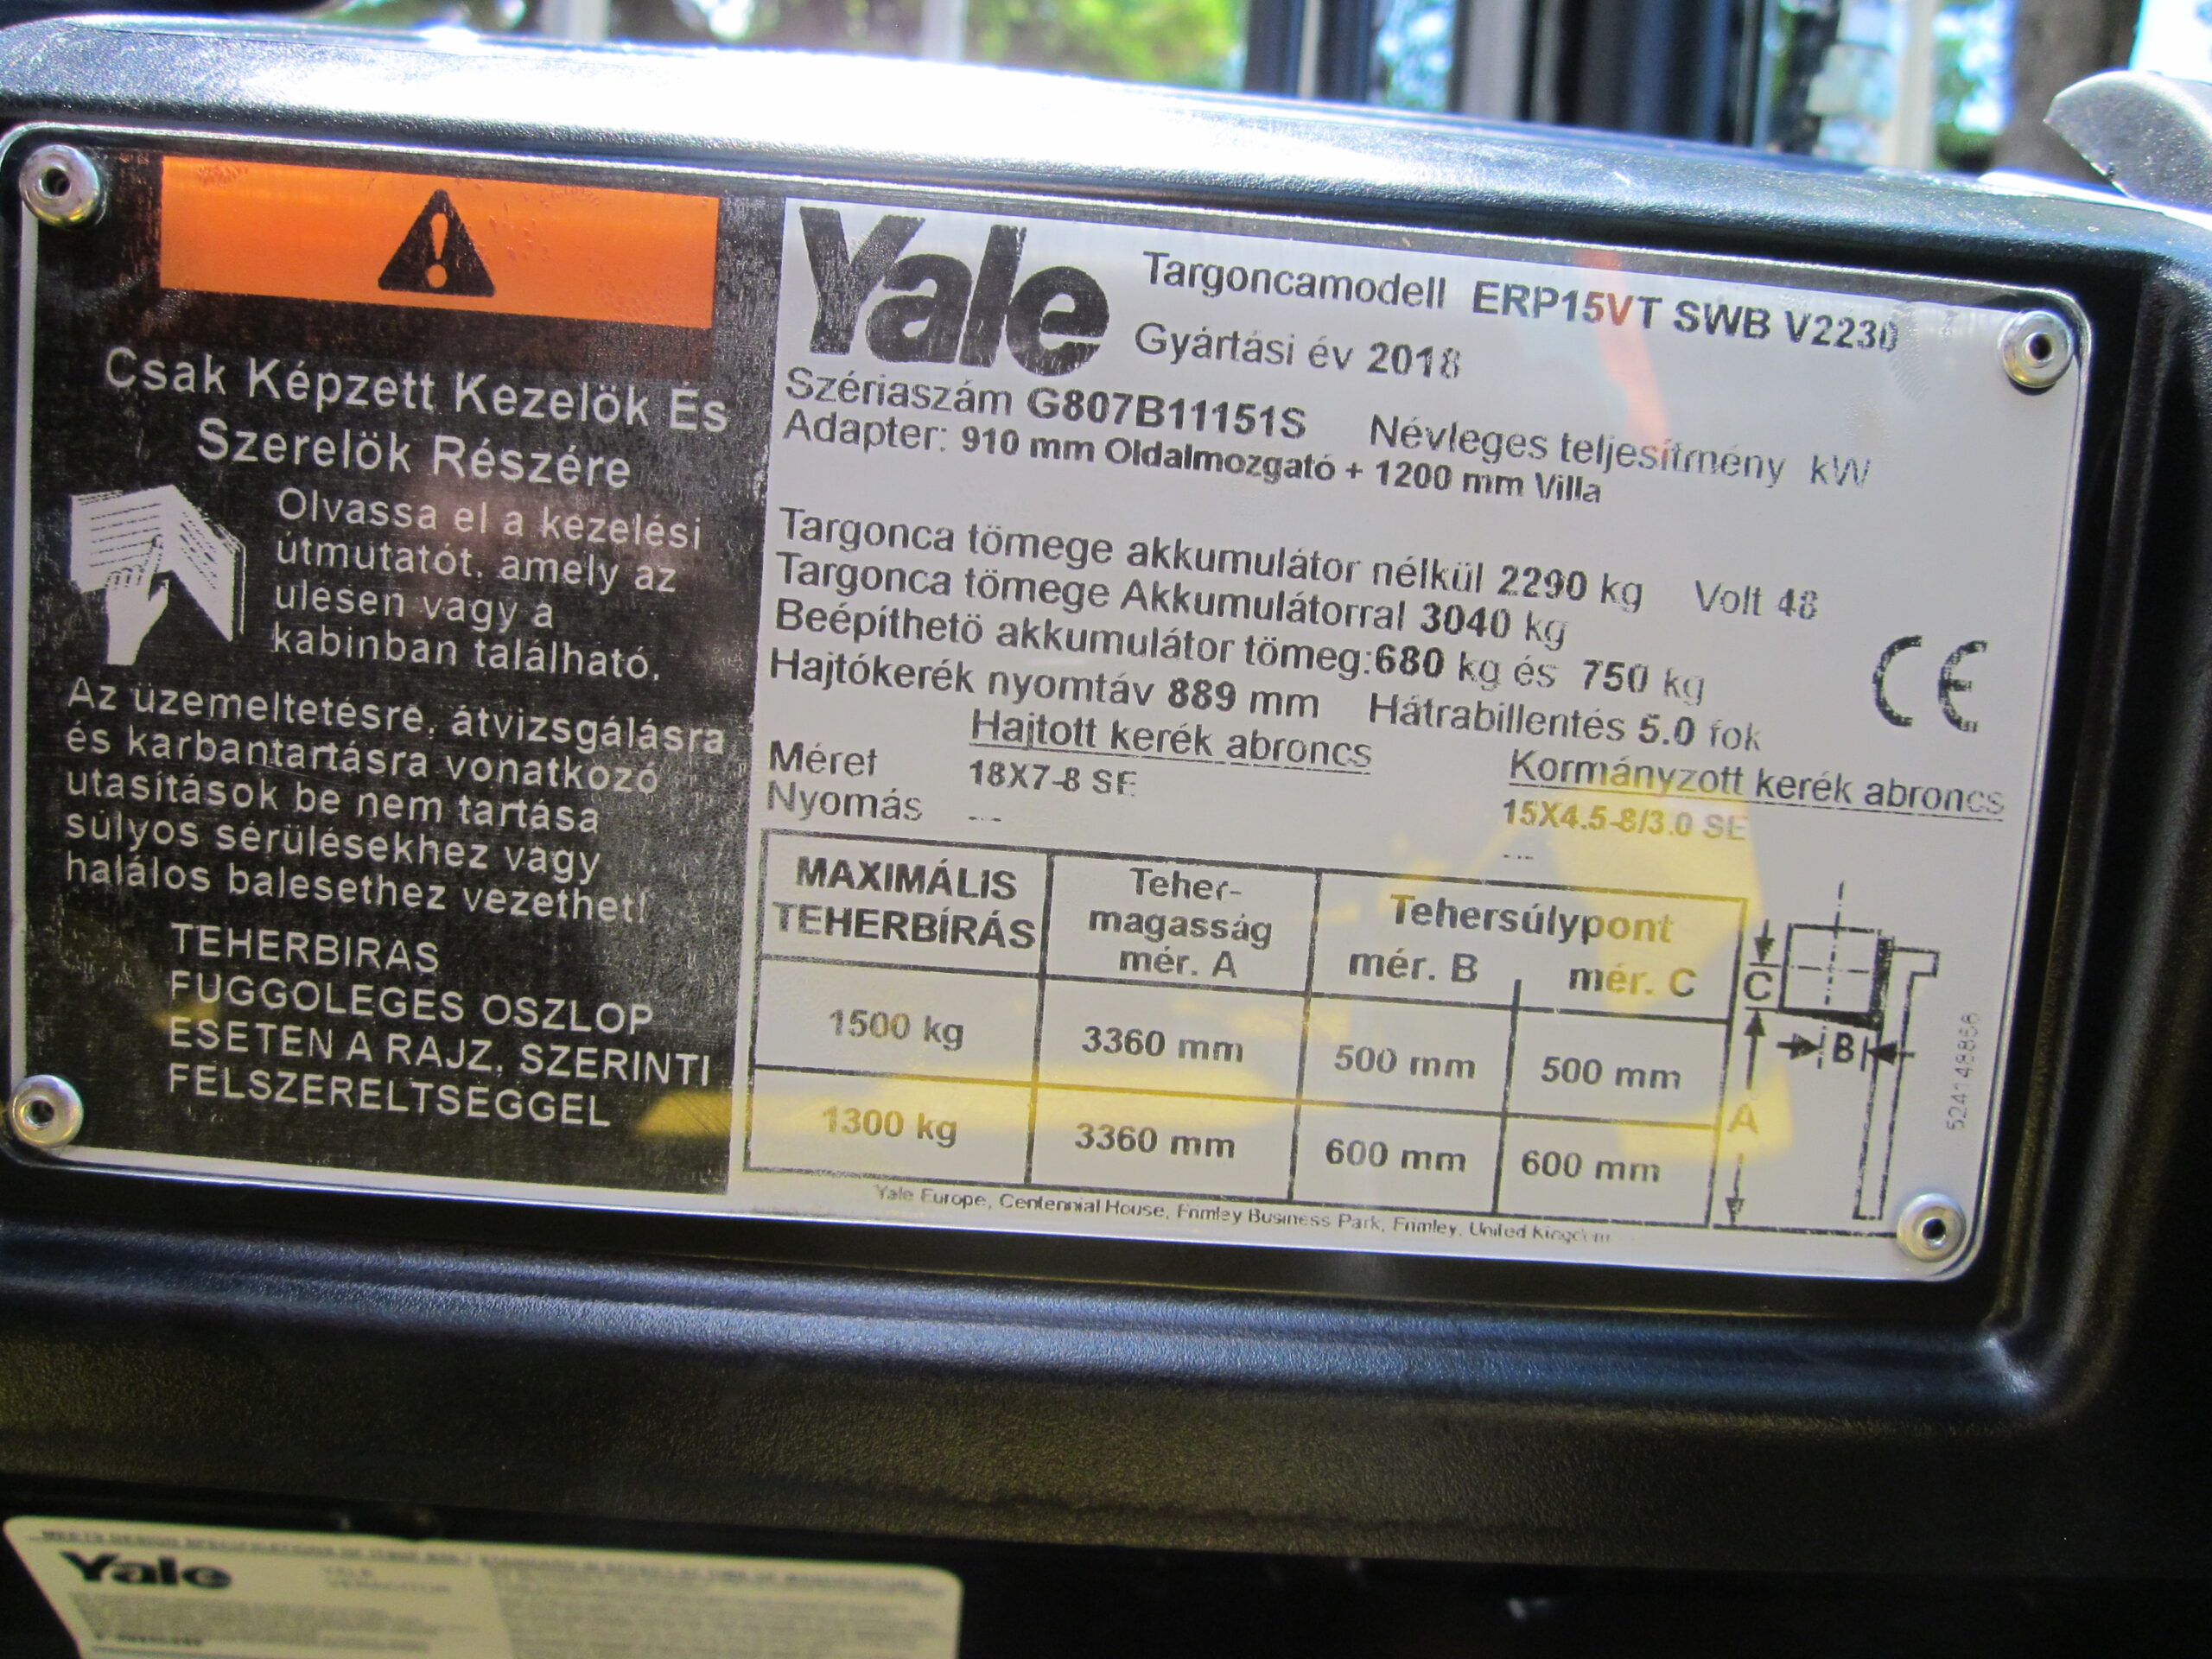 Csak Képzett Kezelök És
Szerelök Részére
Olvassa el a kezelési
útmutatót, amely az
ulesen vagy a
kabinban található.
Az üzemeltetésre, átvizsgálásra
és karbantartásra vonatkozó
utasítások be nem tartása
súlyos sérülésekhez vagy
halálos balesethez vezethet!
TEHERBIRAS
FUGGOLEGES OSZLOP
ESETEN A RAJZ, SZERINTI
FELSZERELTSEGGEL
Yale
Targoncamodell ERP15VT SWB V2230
Gyártási év 2018
Szériaszám G807B11151S Névleges teljesítmény kW
Adapter: 910 mm Oldalmozgató + 1200 mm Villa
Targonca tömege akkumulátor nélkül 2290 kg Volt 48
Targonca tömege Akkumulátorral 3040 kg
Beépíthetö akkumulátor tömeg:680 kg és 750 kg
Hajtókerék nyomtáv 889 mm Hátrabillentés 5.0 fok
CE
Hajtott kerék abroncs Kormányzott kerék abroncs
Méret 18X7-8 SE 15X4.5-8/3.0 SE
Nyomás --- ---
MAXIMÁLIS
TEHERBÍRÁS
Teher-
magasság
mér. A
Tehersúlypont
mér. B mér. C
1500 kg 3360 mm 500 mm 500 mm
1300 kg 3360 mm 600 mm 600 mm
C
B
A
524148856
Yale Europe, Centennial House, Frimley Business Park, Frimley, United Kingdom
Yale